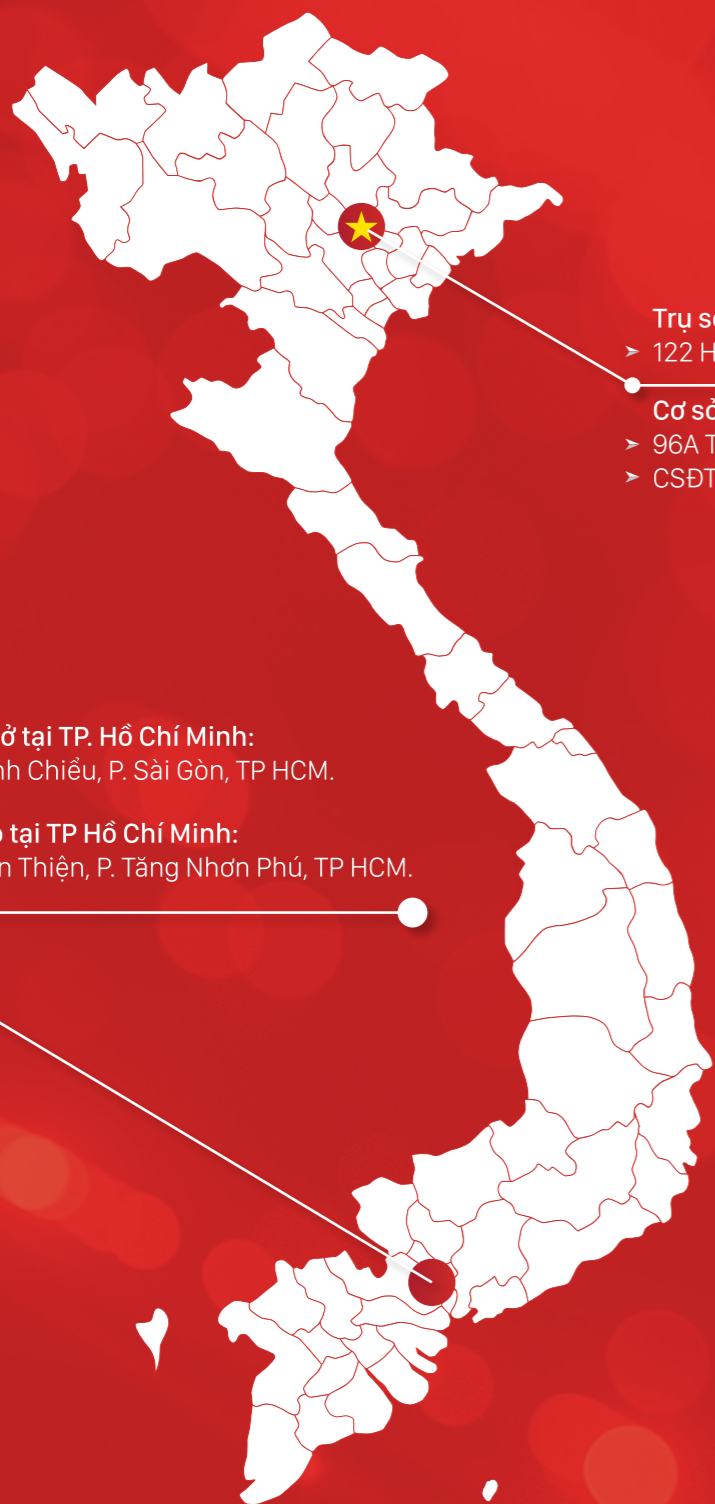 Trụ s
➤ 122 H
Cơ sở
➤ 96A T
➤ CSĐT
ở tại TP. Hồ Chí Minh:
nh Chiểu, P. Sài Gòn, TP HCM.
tại TP Hồ Chí Minh:
n Thiện, P. Tăng Nhơn Phú, TP HCM.